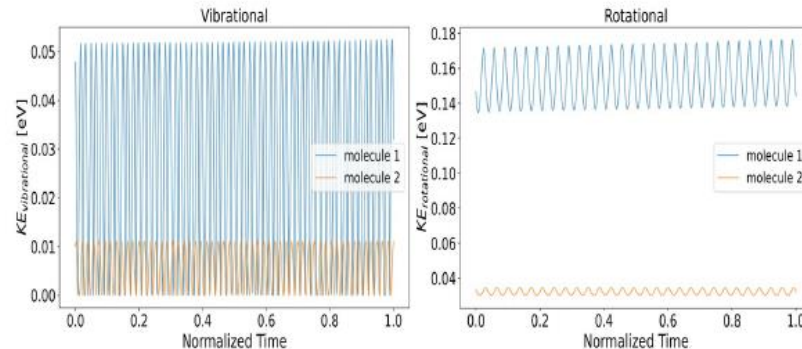 Vibrational
KE_vibrational [eV]
0.05
0.04
0.03
0.02
0.01
0.00
molecule 1
molecule 2
0.0 0.2 0.4 0.6 0.8 1.0
Normalized Time
Rotational
KE_rotational [eV]
0.18
0.16
0.14
0.12
0.10
0.08
0.06
0.04
molecule 1
molecule 2
0.0 0.2 0.4 0.6 0.8 1.0
Normalized Time